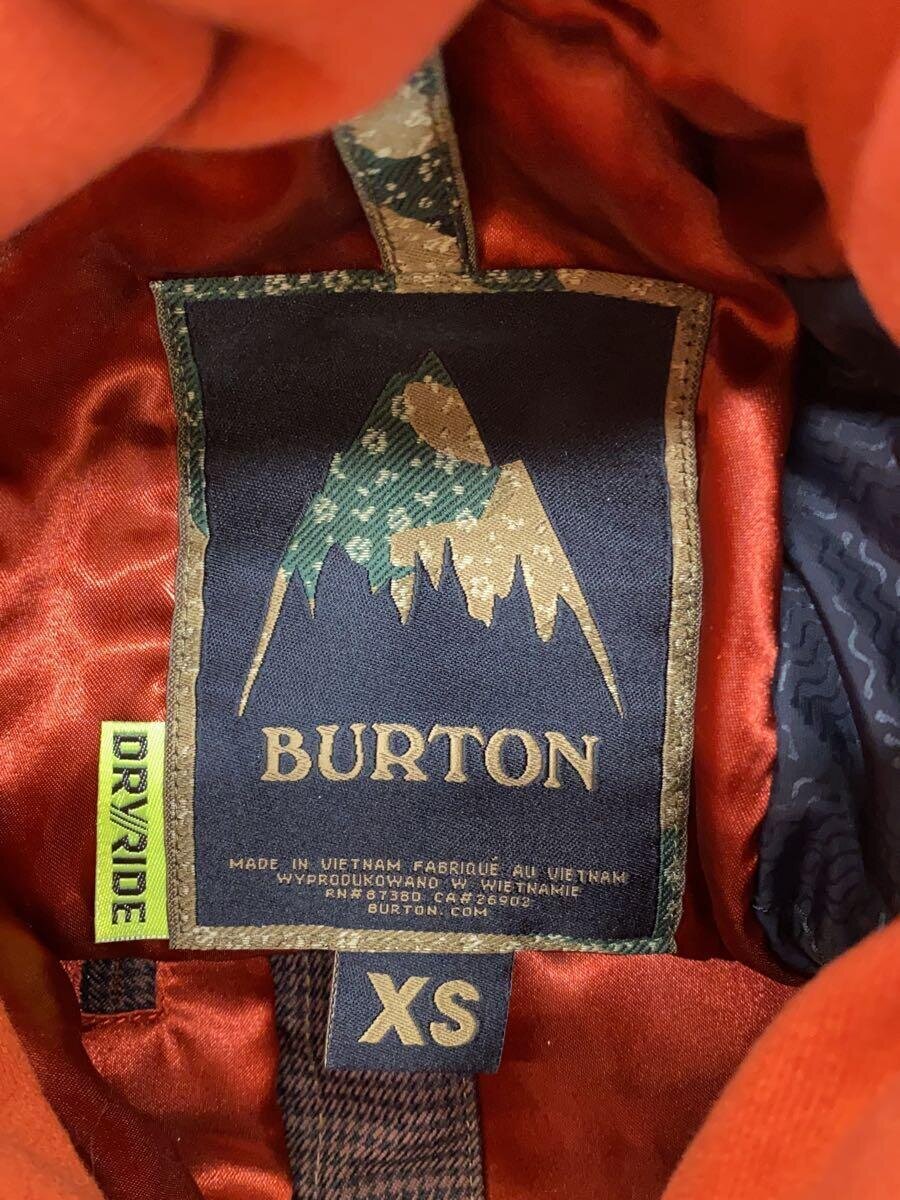 BURTON
DRY//RIDE
MADE IN VIETNAM FABRIQUÉ AU VIETNAM
WYPRODUKOWANO W WIETNAMIE
RN# 87380 CA# 26902
BURTON.COM
XS